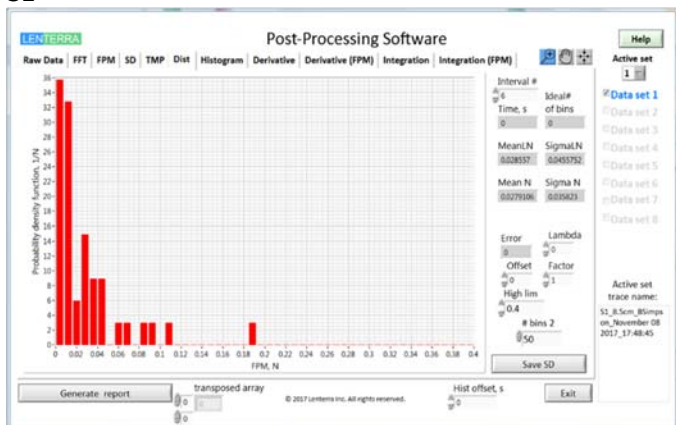 LENTERRA
Post-Processing Software
Help
Raw Data FFT FPM SD TMP Dist Histogram Derivative Derivative (FPM) Integration Integration (FPM)
Active set
1
Data set 1
Data set 2
Data set 3
Data set 4
Data set 5
Data set 6
Data set 7
Data set 8
Active set
trace name:
S1_8.5cm_BSimps
on_November 08
2017_17:48:45
Probability density function, 1/N
36
34
32
30
28
26
24
22
20
18
16
14
12
10
8
6
4
2
0
0 0.02 0.04 0.06 0.08 0.1 0.12 0.14 0.16 0.18 0.2 0.22 0.24 0.26 0.28 0.3 0.32 0.34 0.36 0.38 0.4
FPM, N
Interval #
6
Ideal#
Time, s of bins
0 0
MeanLN SigmaLN
0.028557 0.0455752
Mean N Sigma N
0.0279106 0.035823
Error Lambda
0 0
Offset Factor
0 1
High lim
0.4
# bins 2
50
Save SD
Generate report
transposed array
0
0
© 2017 Lenterra Inc. All rights reserved.
Hist offset, s
0
Exit